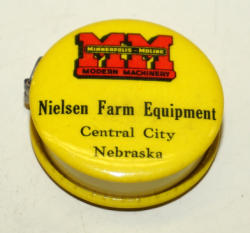 MM
MINNEAPOLIS-MOLINE
MODERN MACHINERY
Nielsen Farm Equipment
Central City
Nebraska